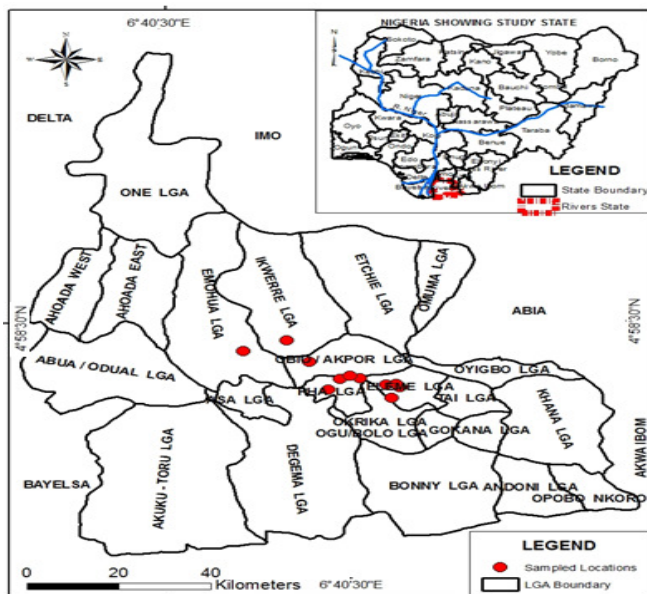 6°40'30"E
DELTA
IMO
ONE LGA
AHOADA WEST
AHOADA EAST
EMOHUA LGA
IKWERRE LGA
ETCHIE LGA
OMUMA LGA
ABIA
4°58'30"N
4°58'30"N
ABUA / ODUAL LGA
OBIO / AKPOR LGA
OYIGBO LGA
PHA LGA
ELEME LGA
TAI LGA
KHANA LGA
OKRIKA LGA
OGU/BOLO LGA
GOKANA LGA
AKWA IBOM
BAYELSA
AKUKU - TORU LGA
DEGEMA LGA
BONNY LGA
ANDONI LGA
OPOBO NKORO
0 20 40
Kilometers
6°40'30"E
NIGERIA SHOWING STUDY STATE
Sokoto
Zamfara
Jigawa
Yobe
Borno
Kano
Bauchi
Kaduna
Niger
Plateau
Taraba
Benue
Kwara
Oyo
Edo
LEGEND
State Boundary
Rivers State
LEGEND
Sampled Locations
LGA Boundary